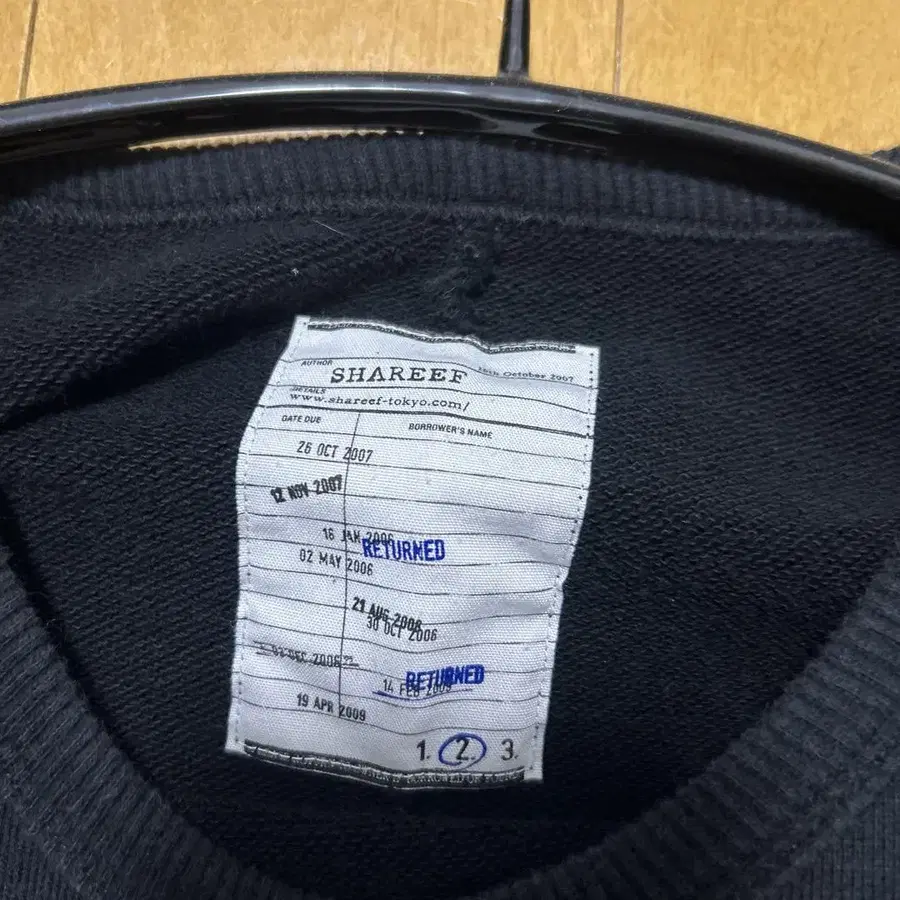 AUTHOR
SHAREEF
October 2007
DETAILS
www.shareef-tokyo.com/
DATE DUE
BORROWER'S NAME
26 OCT 2007
12 NOV 2007
16 JAN 2006
RETURNED
02 MAY 2006
21 AUG 2006
30 OCT 2006
DEC 2006
RETURNED
14 FEB
19 APR 2009
1. 2. 3.